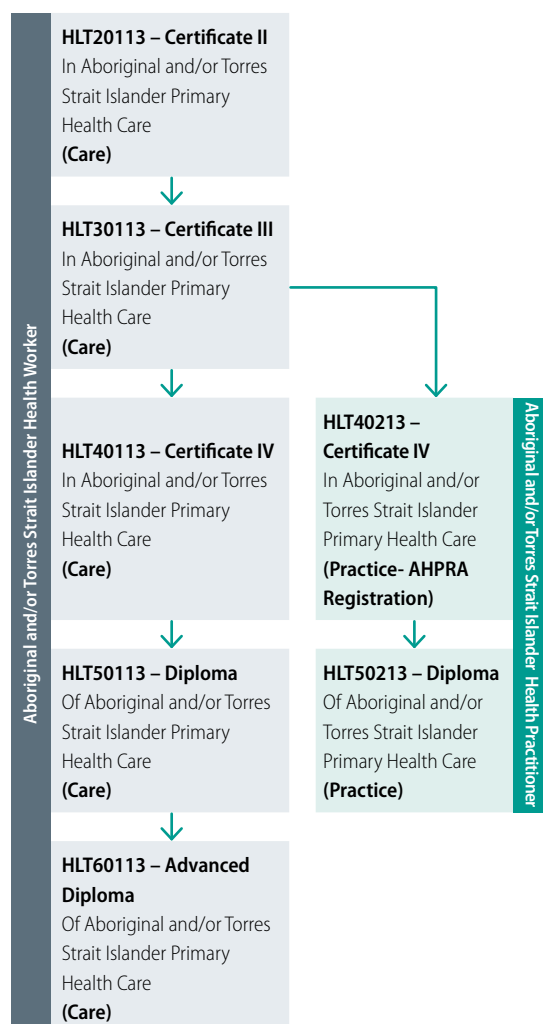 Aboriginal and/or Torres Strait Islander Health Worker
HLT20113 – Certificate II
In Aboriginal and/or Torres
Strait Islander Primary
Health Care
(Care)
HLT30113 – Certificate III
In Aboriginal and/or Torres
Strait Islander Primary
Health Care
(Care)
HLT40113 – Certificate IV
In Aboriginal and/or Torres
Strait Islander Primary
Health Care
(Care)
HLT50113 – Diploma
Of Aboriginal and/or Torres
Strait Islander Primary
Health Care
(Care)
HLT60113 – Advanced
Diploma
Of Aboriginal and/or Torres
Strait Islander Primary
Health Care
(Care)
HLT40213 –
Certificate IV
In Aboriginal and/or
Torres Strait Islander
Primary Health Care
(Practice- AHPRA
Registration)
HLT50213 – Diploma
Of Aboriginal and/or
Torres Strait Islander
Primary Health Care
(Practice)
Aboriginal and/or Torres Strait Islander Health Practitioner